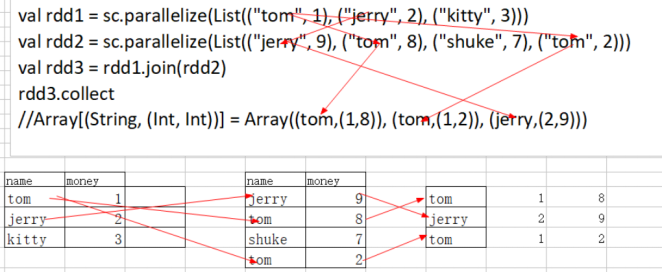 val rdd1 = sc.parallelize(List(("tom", 1), ("jerry", 2), ("kitty", 3)))
val rdd2 = sc.parallelize(List(("jerry", 9), ("tom", 8), ("shuke", 7), ("tom", 2)))
val rdd3 = rdd1.join(rdd2)
rdd3.collect
//Array[(String, (Int, Int))] = Array((tom,(1,8)), (tom,(1,2)), (jerry,(2,9)))
name money name money
tom 1 jerry 9 tom 1 8
jerry 2 tom 8 jerry 2 9
kitty 3 shuke 7 tom 1 2
tom 2